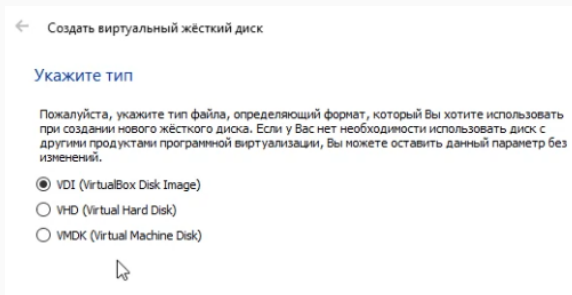 Создать виртуальный жёсткий диск
Укажите тип
Пожалуйста, укажите тип файла, определяющий формат, который Вы хотите использовать
при создании нового жёсткого диска. Если у Вас нет необходимости использовать диск с
другими продуктами программной виртуализации, Вы можете оставить данный параметр без
изменений.
VDI (VirtualBox Disk Image)
VHD (Virtual Hard Disk)
VMDK (Virtual Machine Disk)